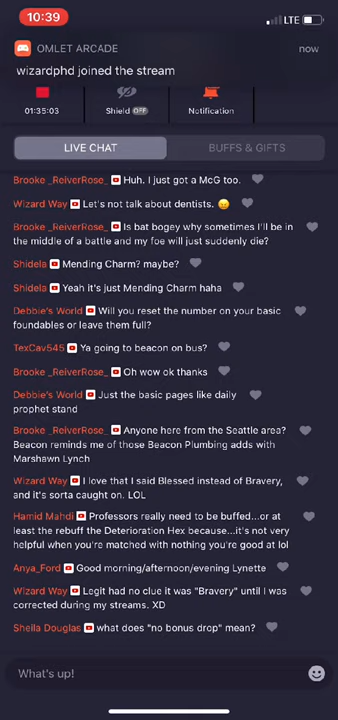 10:39
LTE
OMLET ARCADE
now
wizardphd joined the stream
01:35:03
Shield OFF
Notification
LIVE CHAT
BUFFS & GIFTS
Brooke _ReiverRose_ Huh. I just got a McG too.
Wizard Way Let's not talk about dentists.
Brooke _ReiverRose_ Is bat bogey why sometimes I'll be in
the middle of a battle and my foe will just suddenly die?
Shidela Mending Charm? maybe?
Shidela Yeah it's just Mending Charm haha
Debbie's World Will you reset the number on your basic
foundables or leave them full?
TexCav545 Ya going to beacon on bus?
Brooke _ReiverRose_ Oh wow ok thanks
Debbie's World Just the basic pages like daily
prophet stand
Brooke _ReiverRose_ Anyone here from the Seattle area?
Beacon reminds me of those Beacon Plumbing adds with
Marshawn Lynch
Wizard Way I love that I said Blessed instead of Bravery,
and it's sorta caught on. LOL
Hamid Mahdi Professors really need to be buffed...or at
least the rebuff the Deterioration Hex because...it's not very
helpful when you're matched with nothing you're good at lol
Anya_Ford Good morning/afternoon/evening Lynette
Wizard Way Legit had no clue it was "Bravery" until I was
corrected during my streams. XD
Sheila Douglas what does "no bonus drop" mean?
What's up!